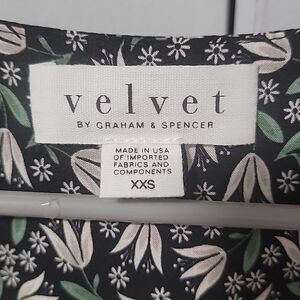 velvet
BY GRAHAM & SPENCER
MADE IN USA
OF IMPORTED
FABRICS AND
COMPONENTS
XXS